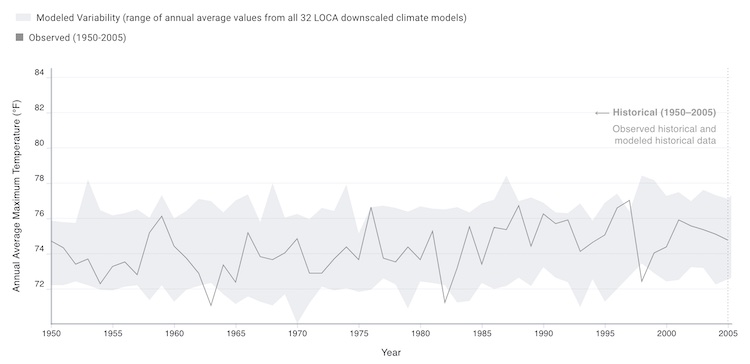 Modeled Variability (range of annual average values from all 32 LOCA downscaled climate models)
Observed (1950-2005)
Annual Average Maximum Temperature (°F)
84
82
80
78
76
74
72
← Historical (1950–2005)
Observed historical and
modeled historical data
1950 1955 1960 1965 1970 1975 1980 1985 1990 1995 2000 2005
Year